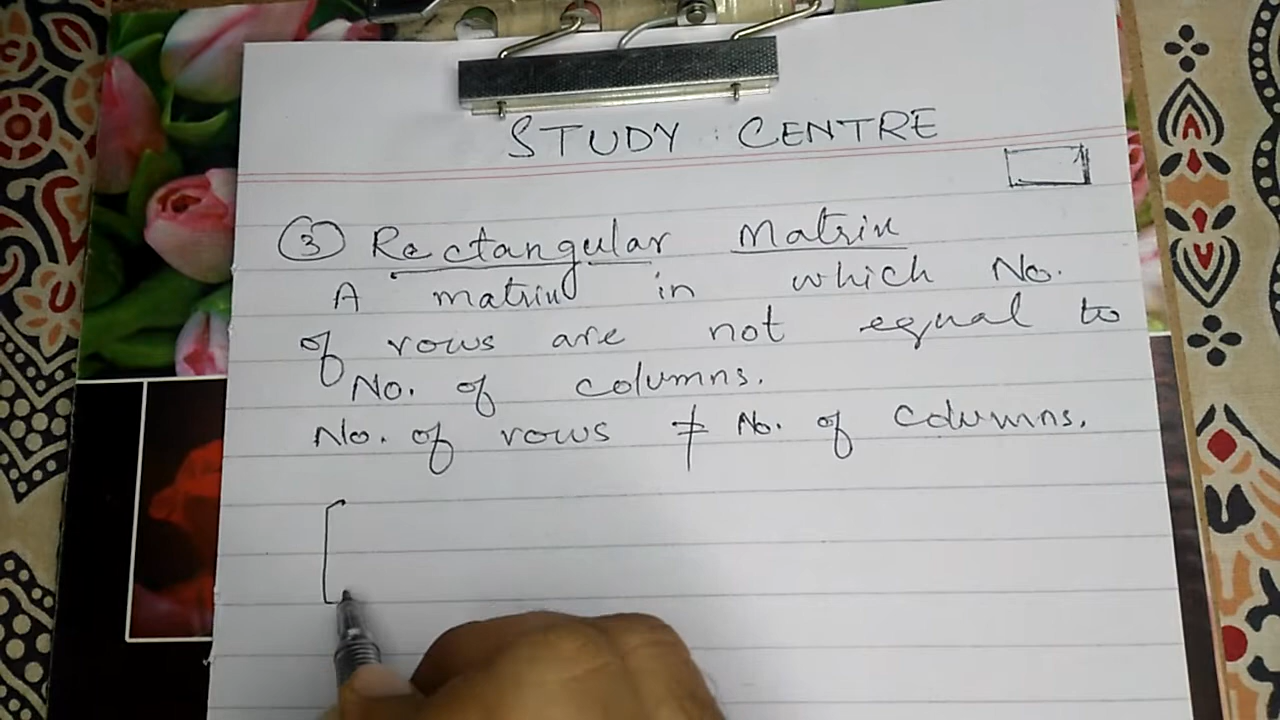 STUDY CENTRE
3 Rectangular Matrix
A matrix in which No.
of rows are not equal to
No. of columns.
No. of rows ≠ No. of columns.
[